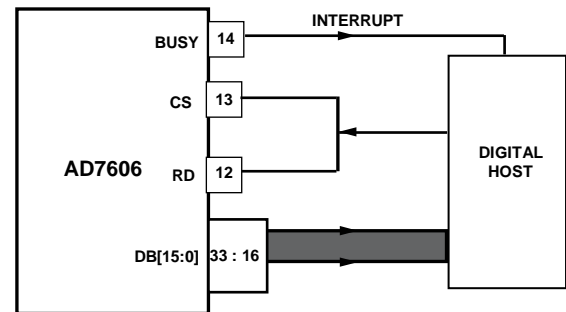 INTERRUPT
BUSY 14
CS 13
AD7606
RD 12
DIGITAL
HOST
DB[15:0] 33 : 16